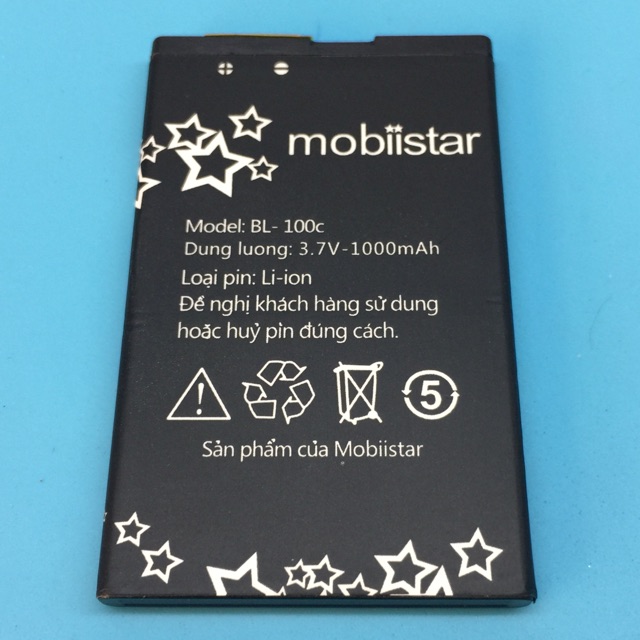 mobiistar
Model: BL- 100c
Dung luong: 3.7V-1000mAh
Loại pin: Li-ion
Đề nghị khách hàng sử dung
hoặc huỷ pin đúng cách.
5
Sản phẩm của Mobiistar